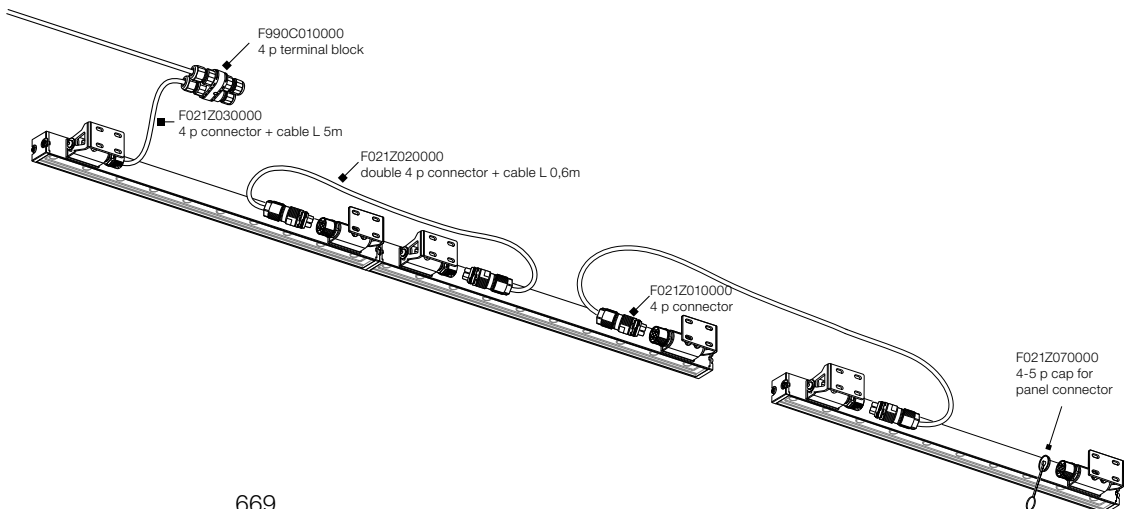 F990C010000
4 p terminal block
F021Z030000
4 p connector + cable L 5m
F021Z020000
double 4 p connector + cable L 0,6m
F021Z010000
4 p connector
F021Z070000
4-5 p cap for
panel connector
669